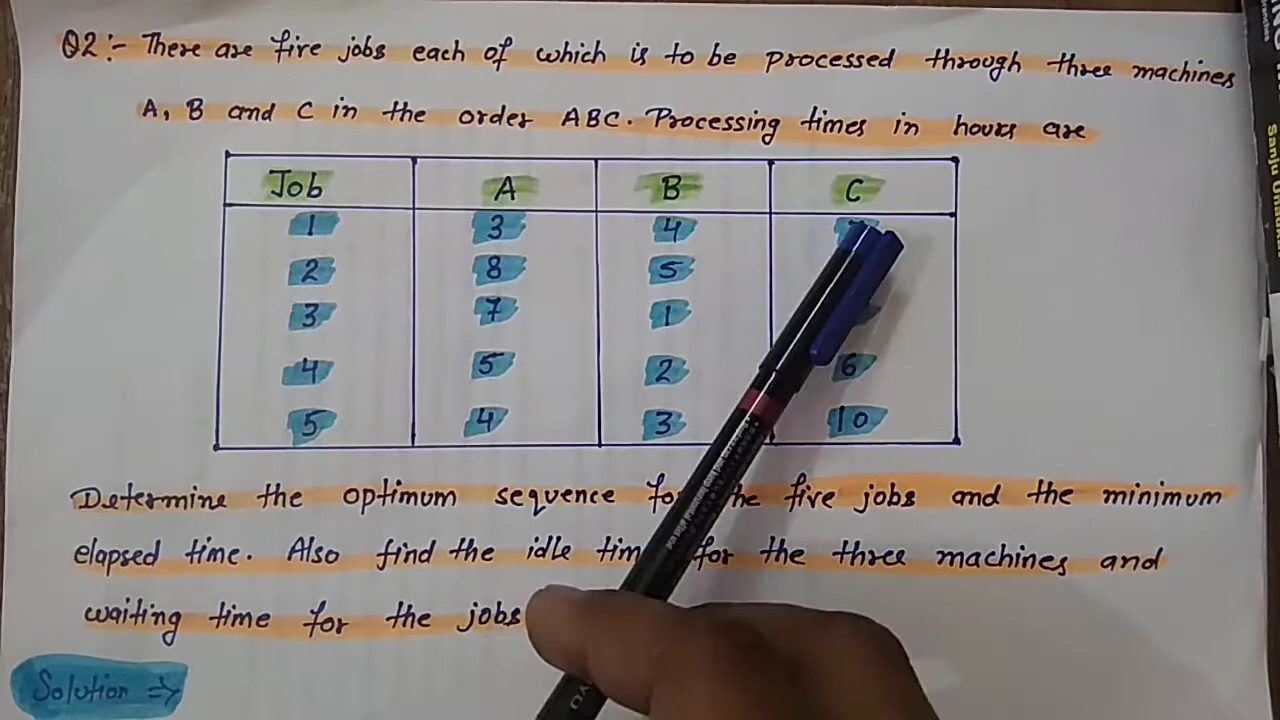 Q2:- There are five jobs each of which is to be processed through three machines
A, B and C in the order ABC. Processing times in hours are
Job A B C
1 3 4
2 8 5
3 7 1
4 5 2 6
5 4 3 10
Determine the optimum sequence for the five jobs and the minimum
elapsed time. Also find the idle time for the three machines and
waiting time for the jobs
Solution ⇒